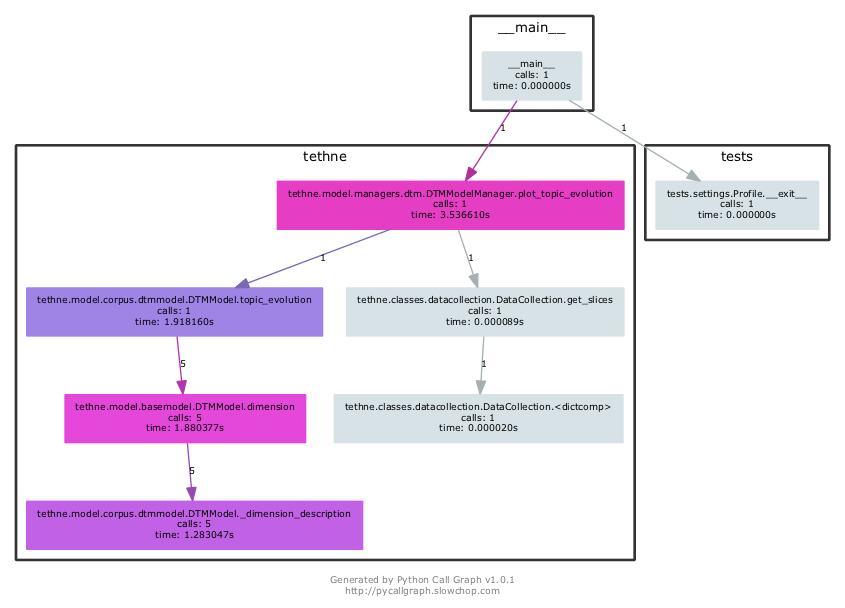 __main__
__main__
calls: 1
time: 0.000000s
1
1
tethne
tests
tethne.model.managers.dtm.DTMModelManager.plot_topic_evolution
calls: 1
time: 3.536610s
tests.settings.Profile.__exit__
calls: 1
time: 0.000000s
1
1
tethne.model.corpus.dtmmodel.DTMModel.topic_evolution
calls: 1
time: 1.918160s
tethne.classes.datacollection.DataCollection.get_slices
calls: 1
time: 0.000089s
5
1
tethne.model.basemodel.DTMModel.dimension
calls: 5
time: 1.880377s
tethne.classes.datacollection.DataCollection.<dictcomp>
calls: 1
time: 0.000020s
5
tethne.model.corpus.dtmmodel.DTMModel._dimension_description
calls: 5
time: 1.283047s
Generated by Python Call Graph v1.0.1
http://pycallgraph.slowchop.com